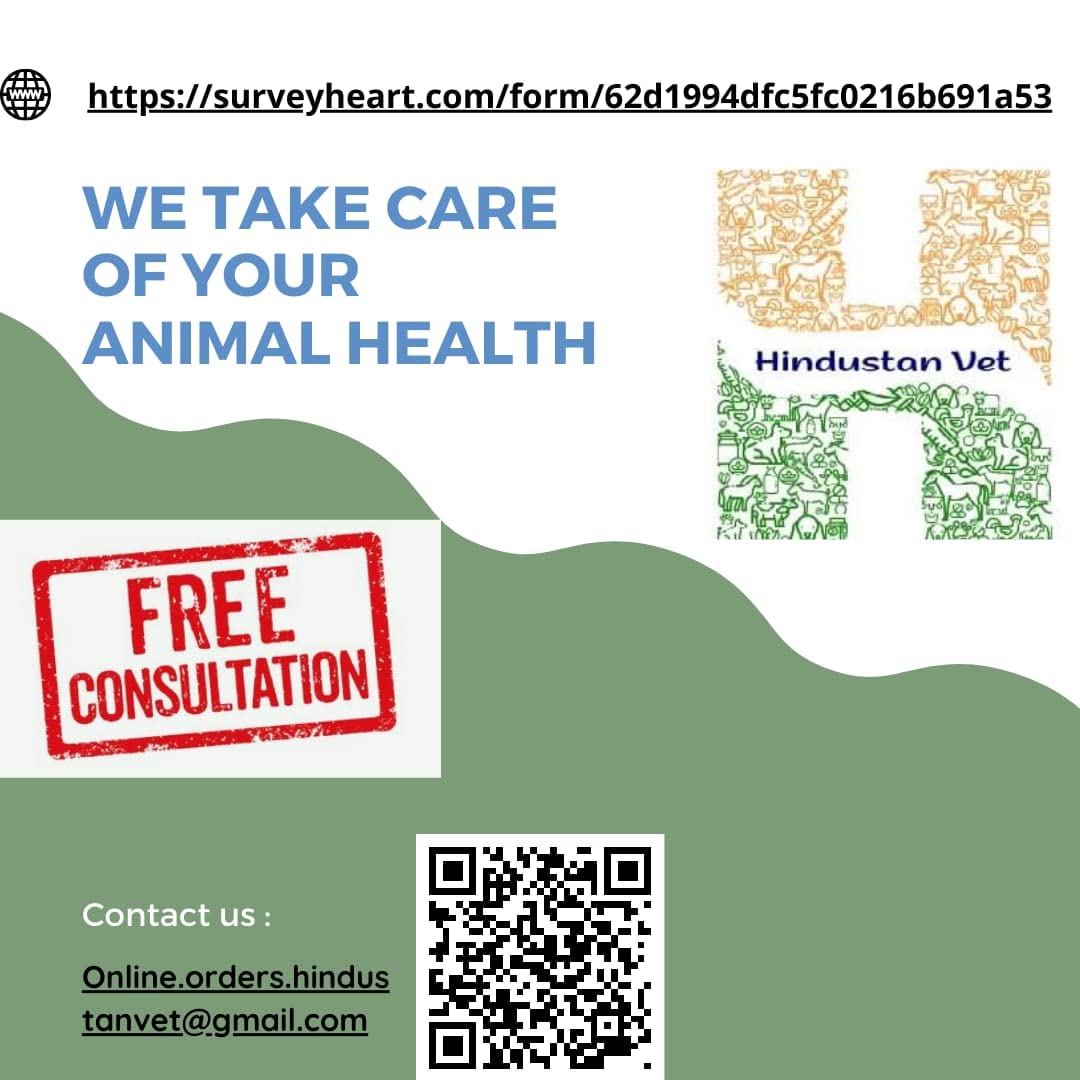 www
https://surveyheart.com/form/62d1994dfc5fc0216b691a53
WE TAKE CARE
OF YOUR
ANIMAL HEALTH
Hindustan Vet
FREE
CONSULTATION
Contact us :
Online.orders.hindus
tanvet@gmail.com